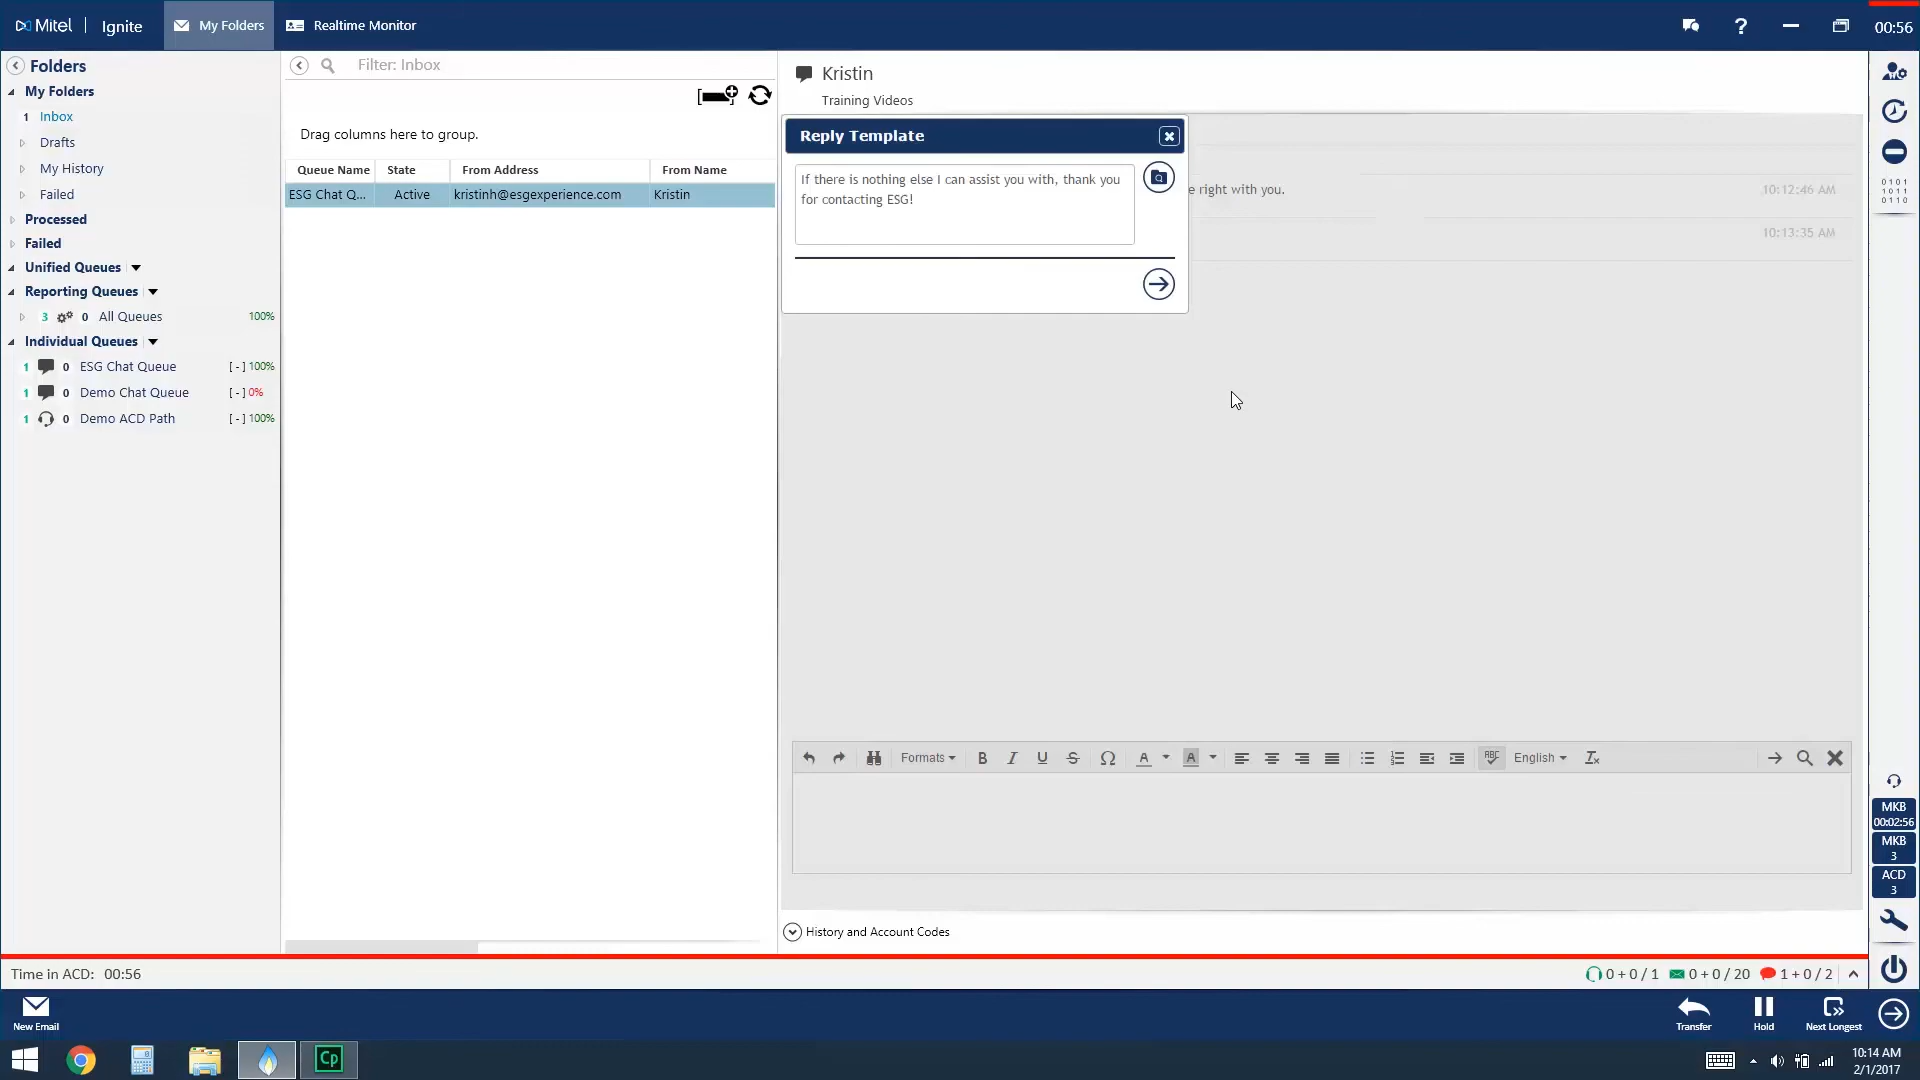 Mitel | Ignite
My Folders
Realtime Monitor
00:56
Folders
My Folders
1 Inbox
Drafts
My History
Failed
Processed
Failed
Unified Queues
Reporting Queues
3 0 All Queues 100%
Individual Queues
1 0 ESG Chat Queue [ - ] 100%
1 0 Demo Chat Queue [ - ] 0%
1 0 Demo ACD Path [ - ] 100%
Filter: Inbox
Drag columns here to group.
Queue Name State From Address From Name
ESG Chat Q... Active kristinh@esgexperience.com Kristin
Kristin
Training Videos
Reply Template
If there is nothing else I can assist you with, thank you
for contacting ESG!
e right with you. 10:12:46 AM
10:13:35 AM
Formats B I U S Ω A A ABC English Tx
History and Account Codes
0101
1011
0110
MKB
00:02:56
MKB
3
ACD
3
Time in ACD: 00:56
0 + 0 / 1 0 + 0 / 20 1 + 0 / 2
New Email
Transfer
Hold
Next Longest
Cp
10:14 AM
2/1/2017